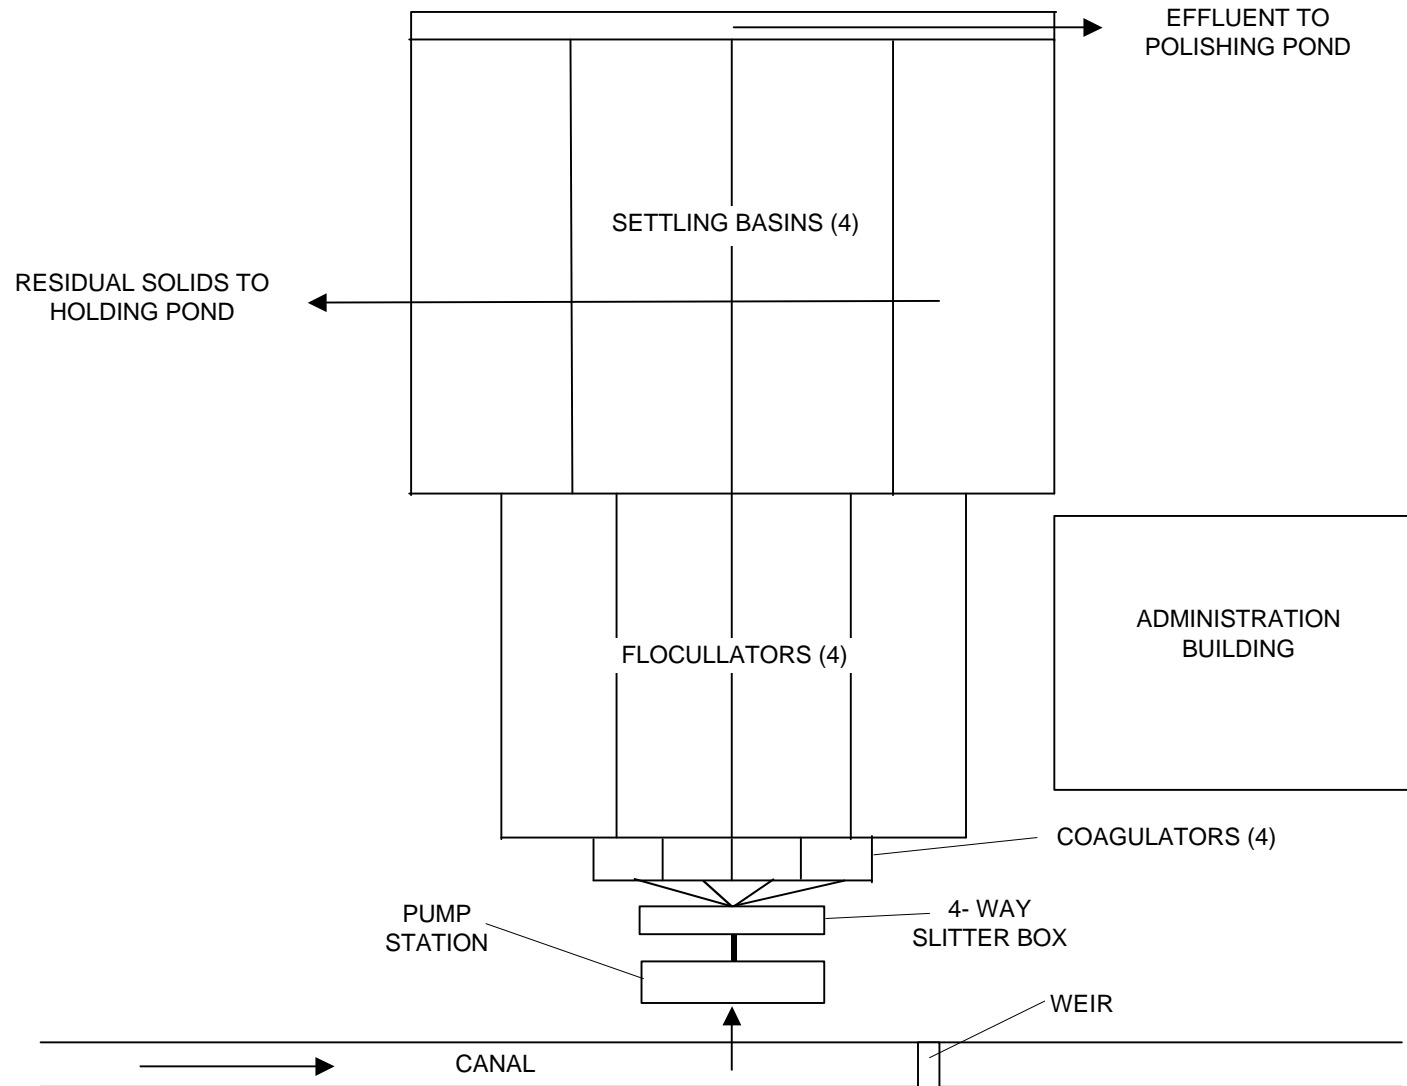 EFFLUENT TO
POLISHING POND
SETTLING BASINS (4)
RESIDUAL SOLIDS TO
HOLDING POND
ADMINISTRATION
BUILDING
FLOCULLATORS (4)
COAGULATORS (4)
PUMP
STATION
4- WAY
SLITTER BOX
WEIR
CANAL